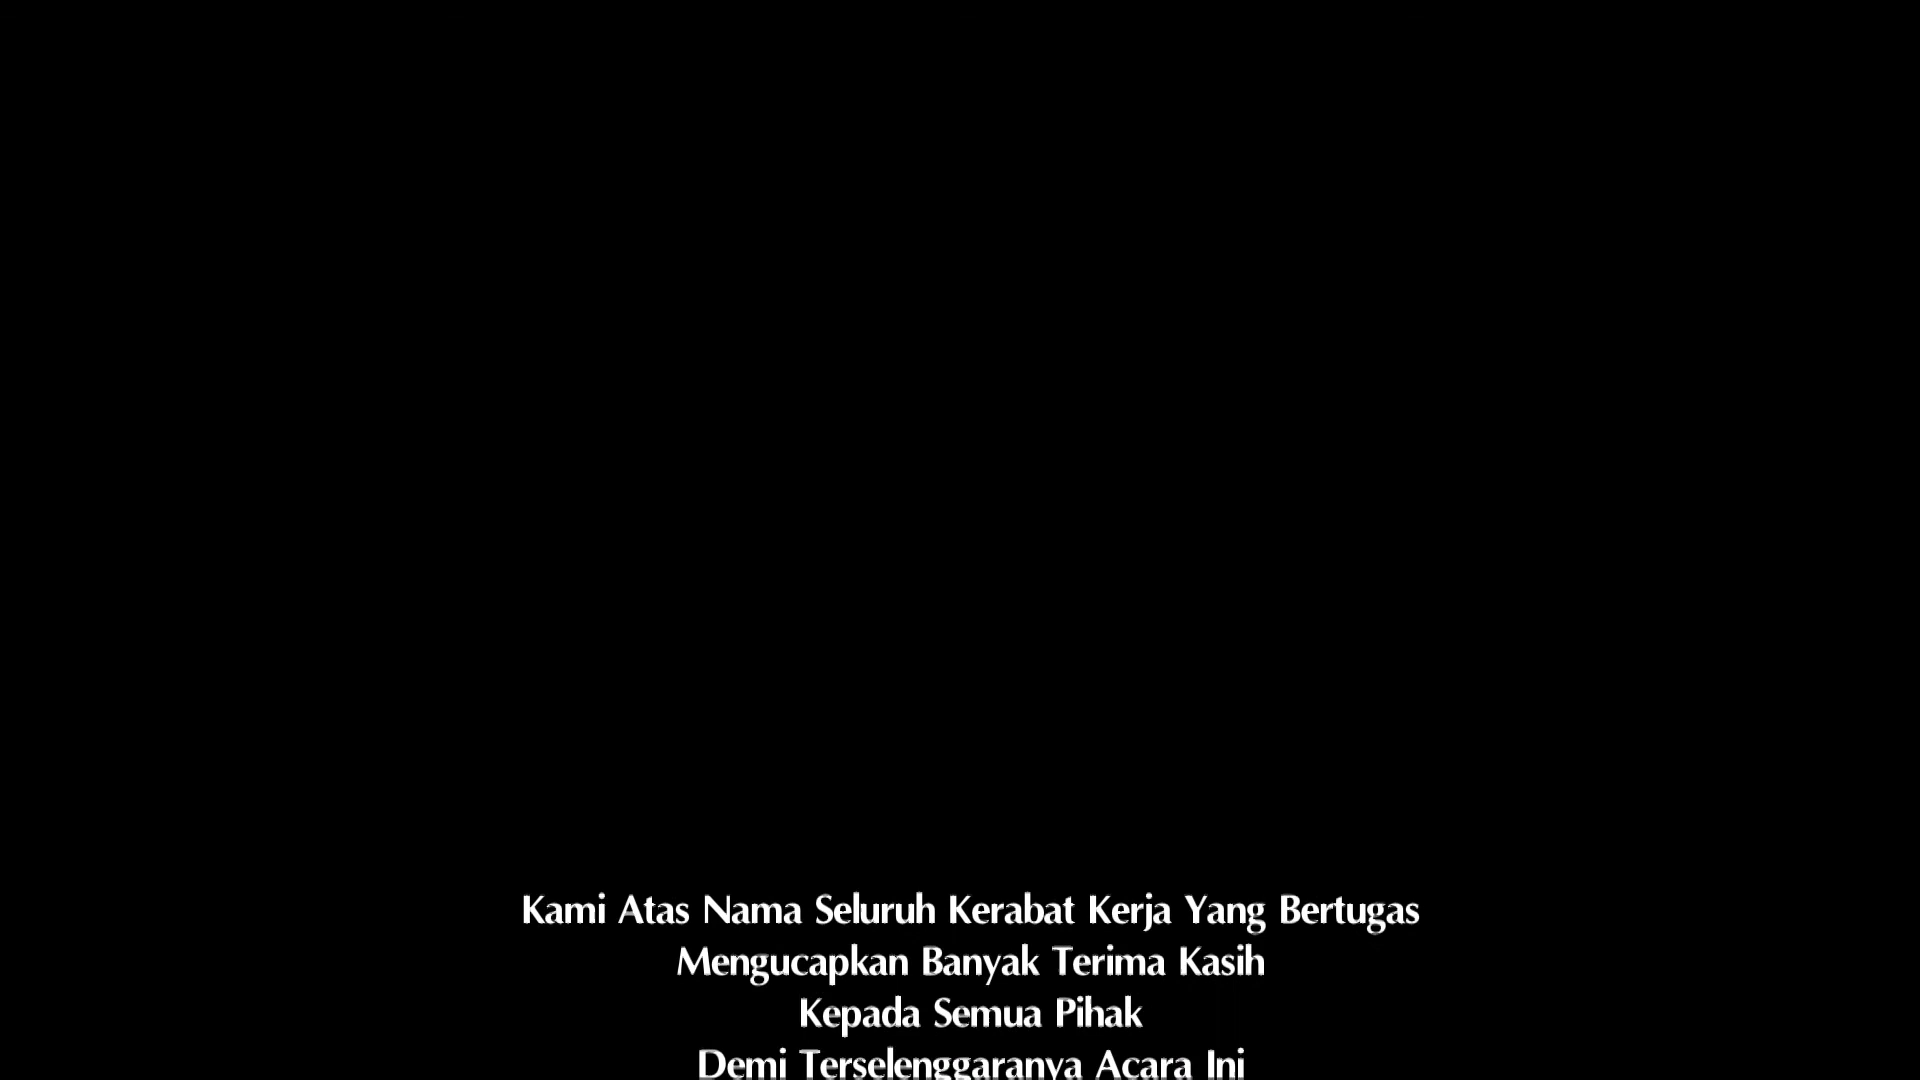 Kami Atas Nama Seluruh Kerabat Kerja Yang Bertugas
Mengucapkan Banyak Terima Kasih
Kepada Semua Pihak
Demi Terselenggaranya Acara Ini